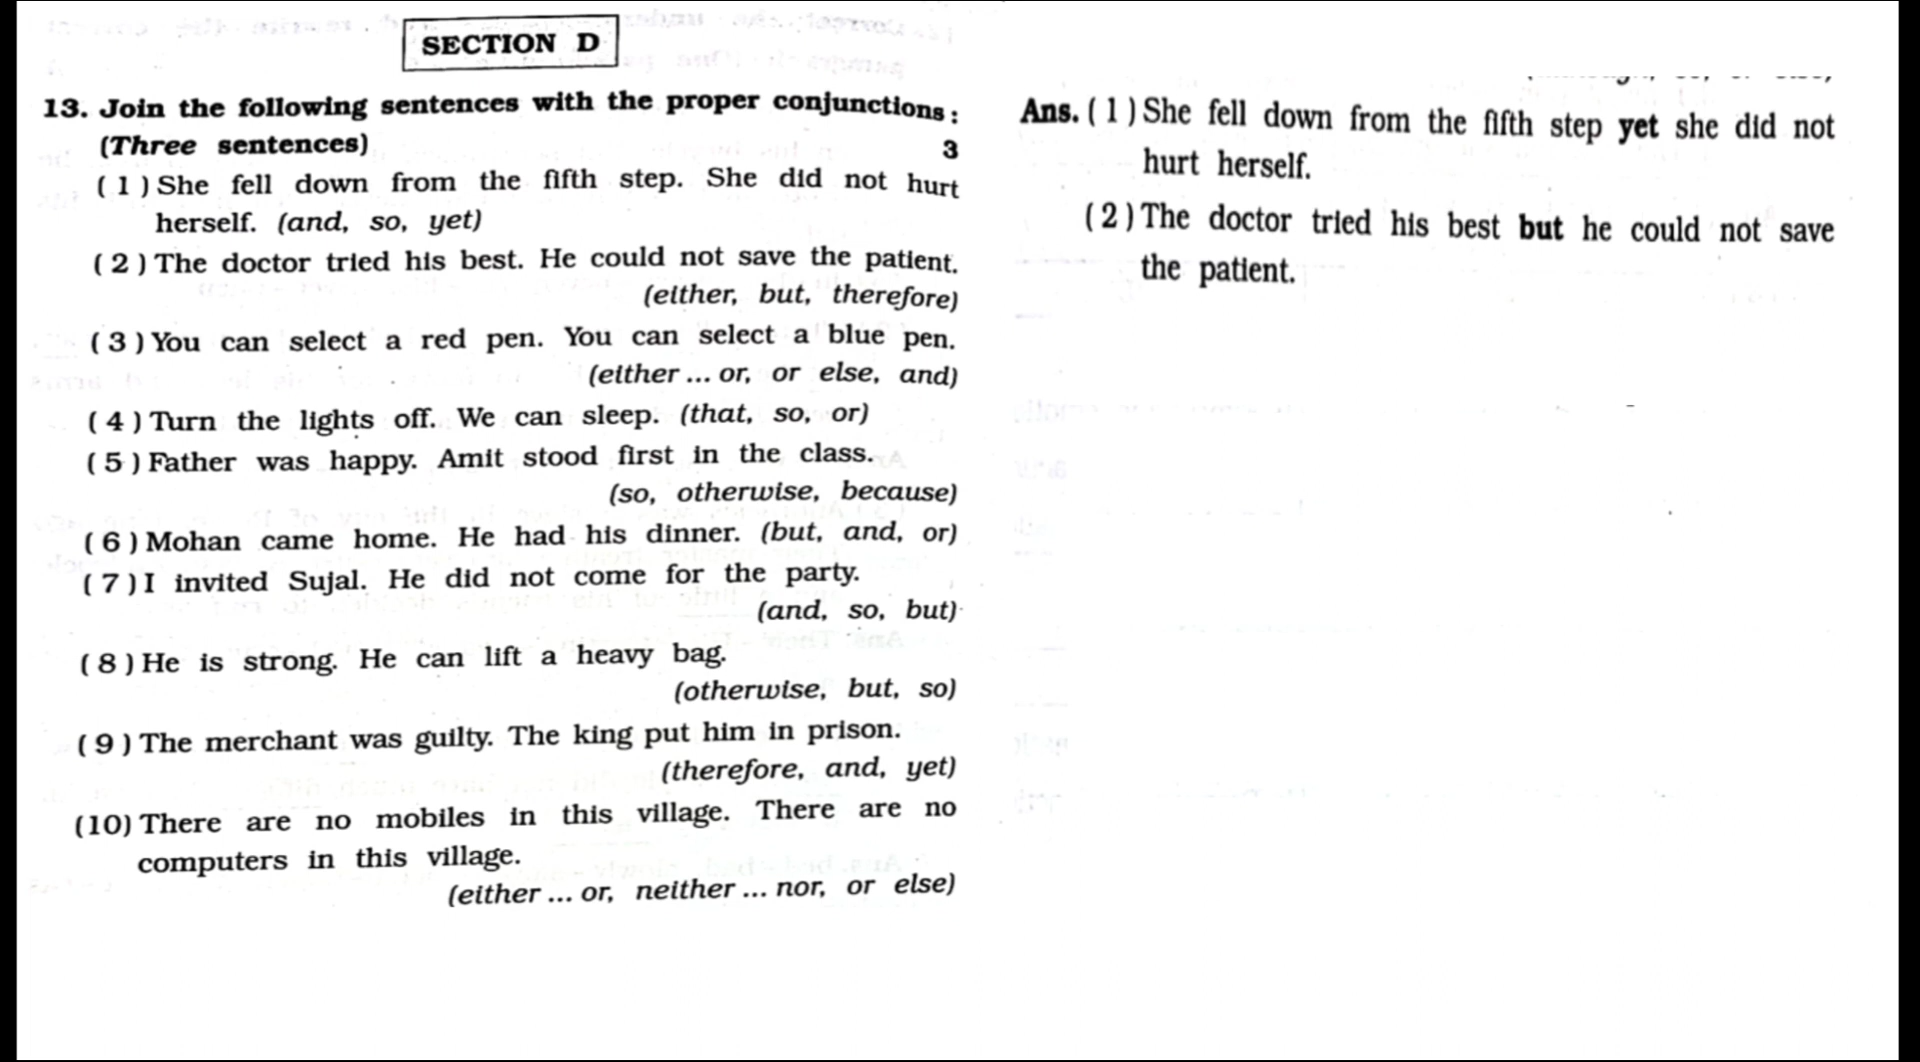 SECTION D
13. Join the following sentences with the proper conjunctions :
(Three sentences) 3
( 1 ) She fell down from the fifth step. She did not hurt
herself. (and, so, yet)
( 2 ) The doctor tried his best. He could not save the patient.
(either, but, therefore)
( 3 ) You can select a red pen. You can select a blue pen.
(either ... or, or else, and)
( 4 ) Turn the lights off. We can sleep. (that, so, or)
( 5 ) Father was happy. Amit stood first in the class.
(so, otherwise, because)
( 6 ) Mohan came home. He had his dinner. (but, and, or)
( 7 ) I invited Sujal. He did not come for the party.
(and, so, but)
( 8 ) He is strong. He can lift a heavy bag.
(otherwise, but, so)
( 9 ) The merchant was guilty. The king put him in prison.
(therefore, and, yet)
(10) There are no mobiles in this village. There are no
computers in this village.
(either ... or, neither ... nor, or else)
Ans. ( 1 ) She fell down from the fifth step yet she did not
hurt herself.
( 2 ) The doctor tried his best but he could not save
the patient.